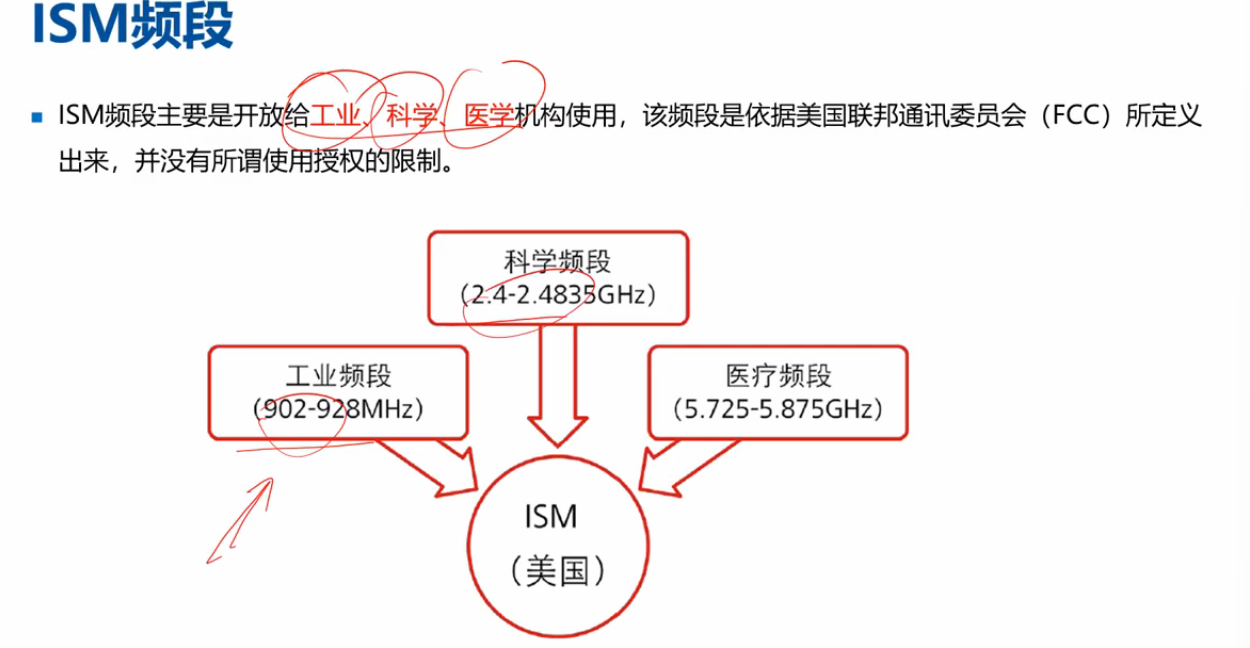 ISM频段
ISM频段主要是开放给工业、科学、医学机构使用，该频段是依据美国联邦通讯委员会（FCC）所定义
出来，并没有所谓使用授权的限制。
科学频段
（2.4-2.4835GHz）
工业频段
（902-928MHz）
医疗频段
（5.725-5.875GHz）
ISM
（美国）